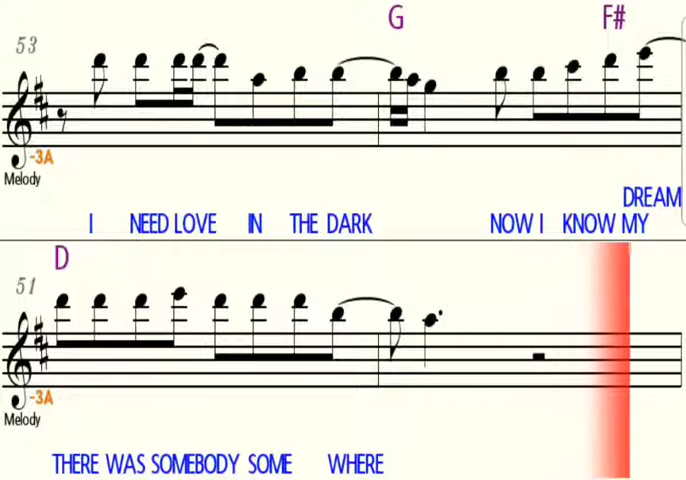 G F#
53
-3A
Melody
DREAM
I NEED LOVE IN THE DARK NOW I KNOW MY
D
51
-3A
Melody
THERE WAS SOMEBODY SOME WHERE